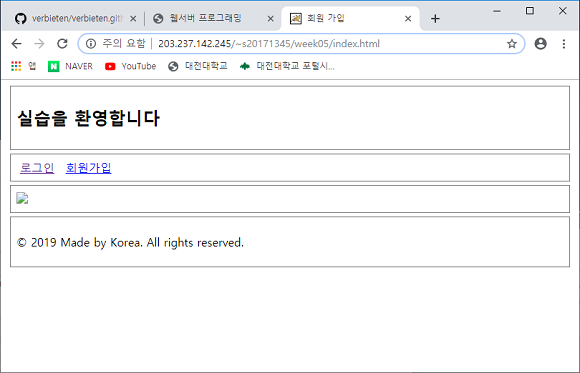 verbieten/verbieten.gith
웹서버 프로그래밍
회원 가입
주의 요함 | 203.237.142.245/~s20171345/week05/index.html
앱 NAVER YouTube 대전대학교 대전대학교 포털시...
실습을 환영합니다
로그인 회원가입
© 2019 Made by Korea. All rights reserved.